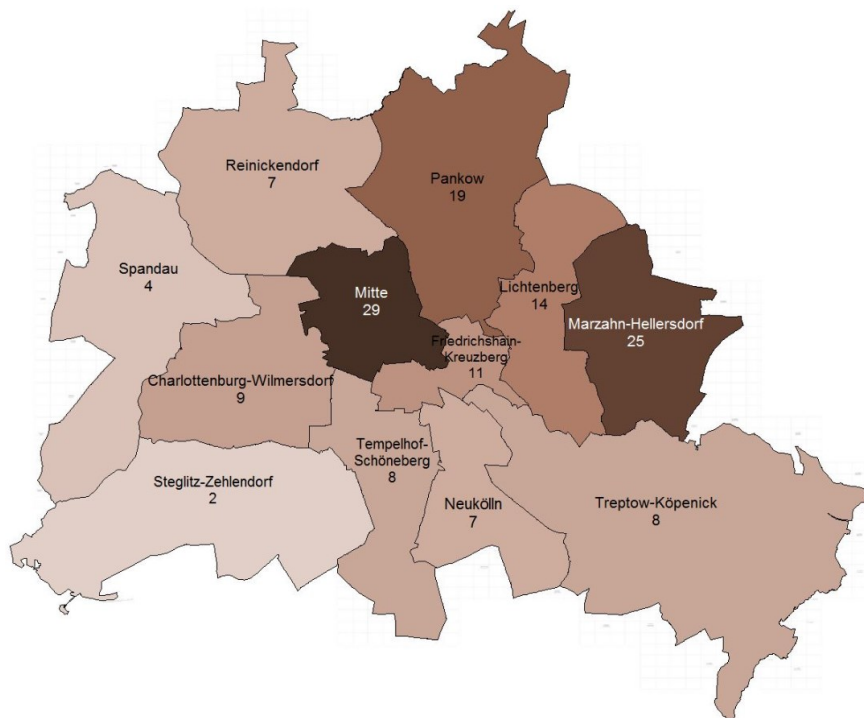 Reinickendorf
7
Pankow
19
Spandau
4
Mitte
29
Lichtenberg
14
Marzahn-Hellersdorf
25
Friedrichshain-
Kreuzberg
11
Charlottenburg-Wilmersdorf
9
Tempelhof-
Schöneberg
8
Steglitz-Zehlendorf
2
Neukölln
7
Treptow-Köpenick
8